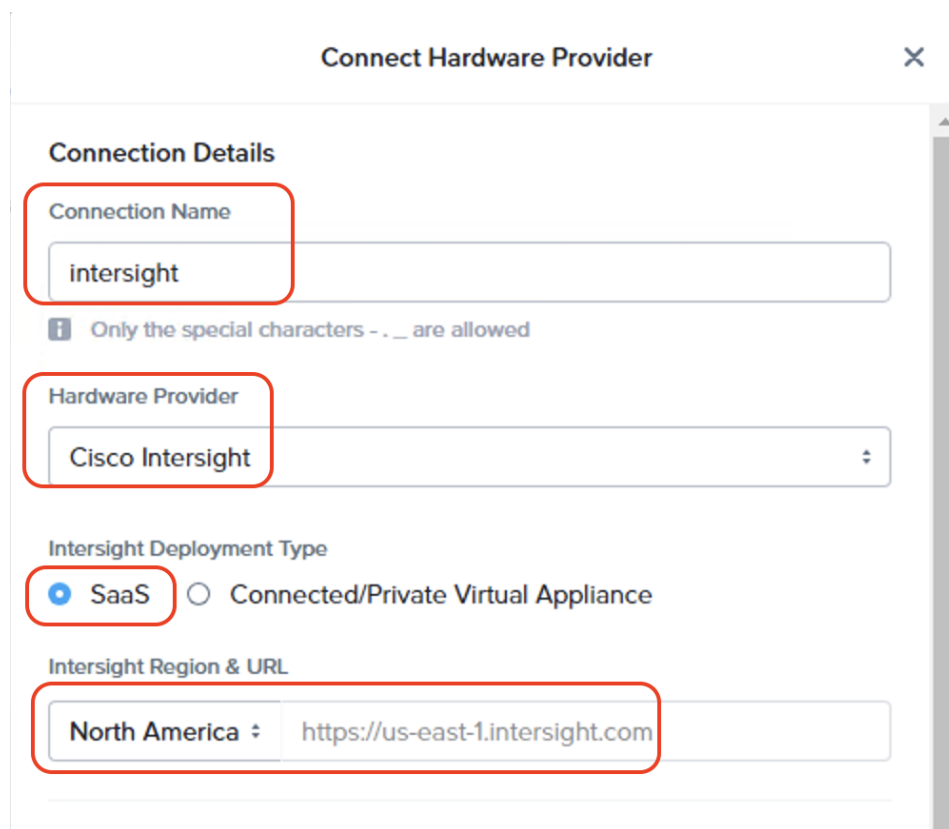 Connect Hardware Provider
Connection Details
Connection Name
intersight
Only the special characters - . _ are allowed
Hardware Provider
Cisco Intersight
Intersight Deployment Type
SaaS Connected/Private Virtual Appliance
Intersight Region & URL
North America https://us-east-1.intersight.com